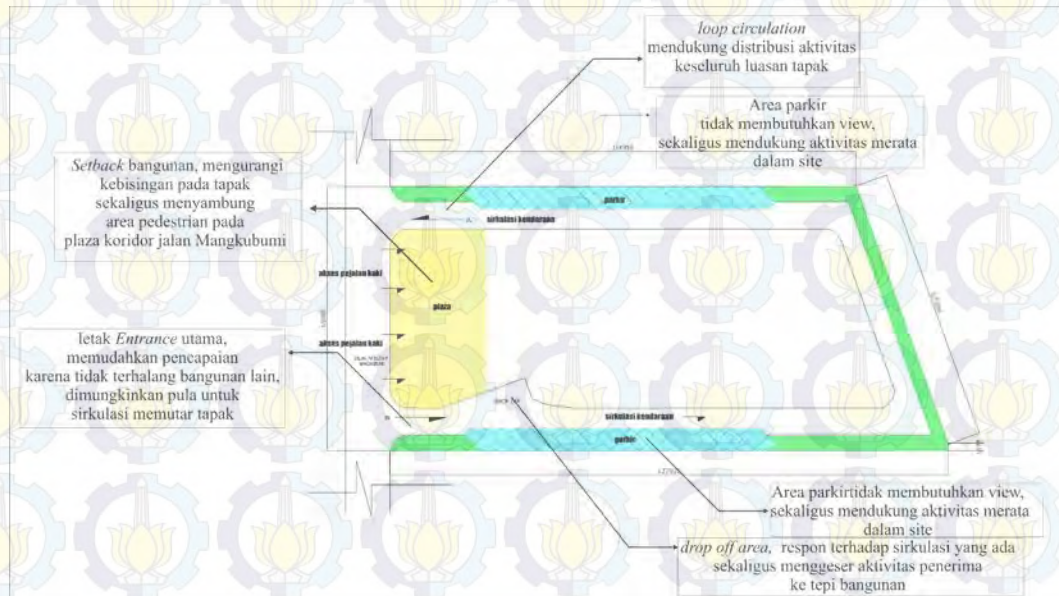 loop circulation
mendukung distribusi aktivitas
keseluruh luasan tapak
Area parkir
tidak membutuhkan view,
sekaligus mendukung aktivitas merata
dalam site
Setback bangunan, mengurangi
kebisingan pada tapak
sekaligus menyambung
area pedestrian pada
plaza koridor jalan Mangkubumi
parkir
sirkulasi kendaraan
akses pejalan kaki
plaza
akses pejalan kaki
letak Entrance utama,
memudahkan pencapaian
karena tidak terhalang bangunan lain,
dimungkinkan pula untuk
sirkulasi memutar tapak
sirkulasi kendaraan
parkir
Area parkirtidak membutuhkan view,
sekaligus mendukung aktivitas merata
dalam site
drop off area, respon terhadap sirkulasi yang ada
sekaligus menggeser aktivitas penerima
ke tepi bangunan